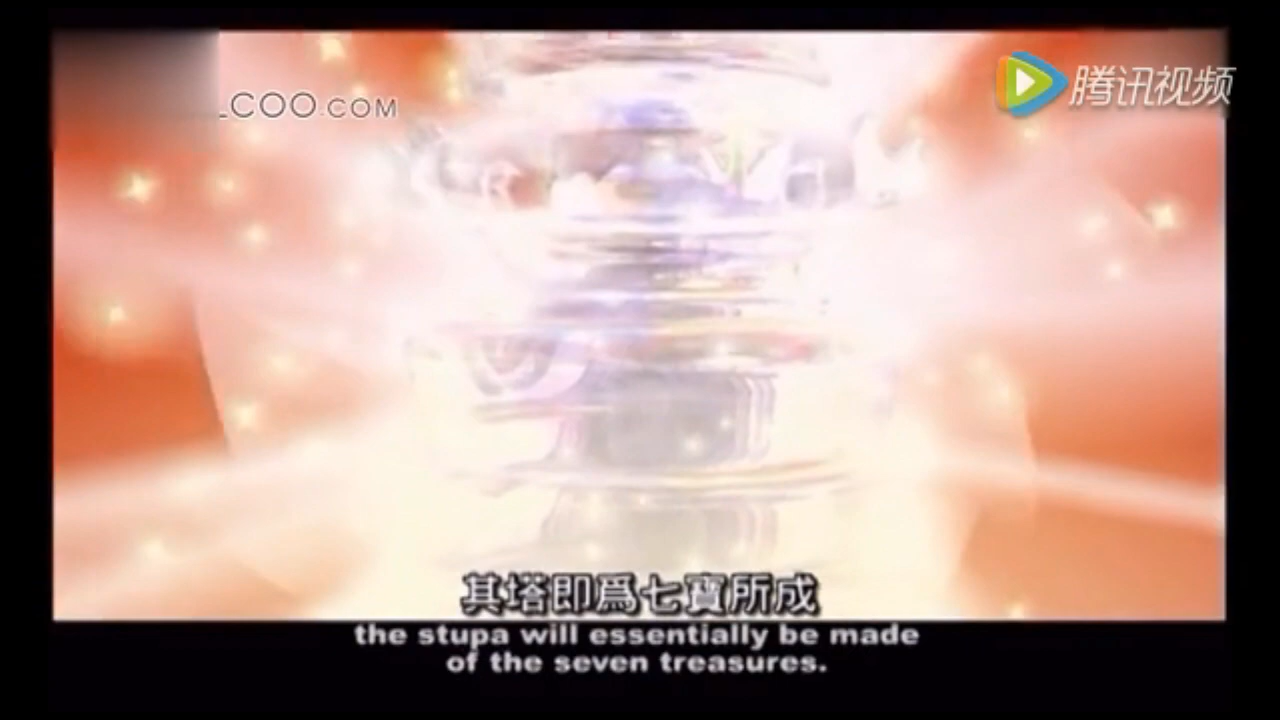 LCOO.COM
腾讯视频
其塔即爲七寶所成
the stupa will essentially be made
of the seven treasures.